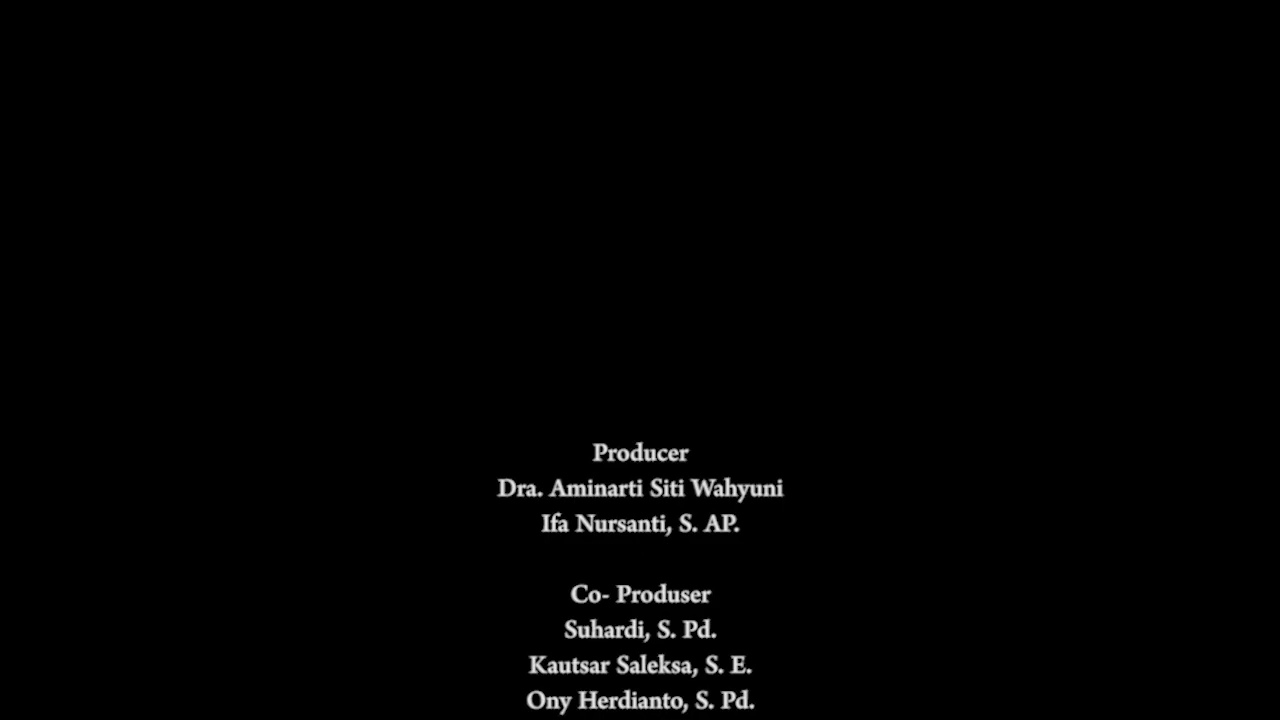 Producer
Dra. Aminarti Siti Wahyuni
Ifa Nursanti, S. AP.
Co- Produser
Suhardi, S. Pd.
Kautsar Saleksa, S. E.
Ony Herdianto, S. Pd.